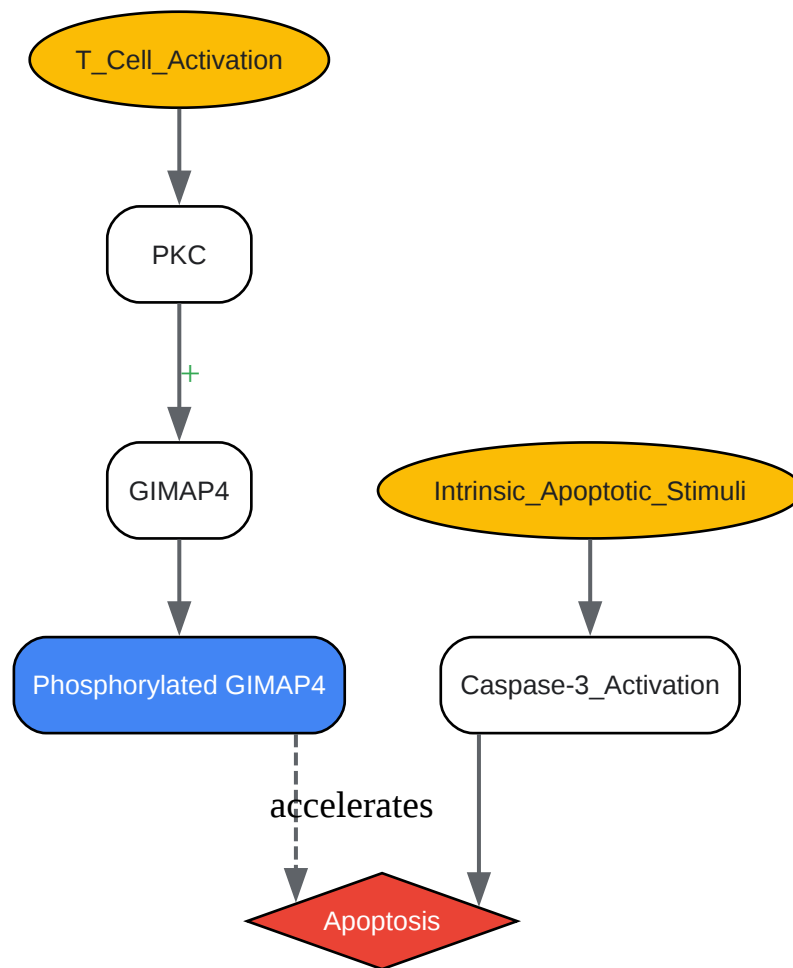 T_Cell_Activation
PKC
+
GIMAP4
Intrinsic_Apoptotic_Stimuli
Phosphorylated GIMAP4
Caspase-3_Activation
accelerates
Apoptosis